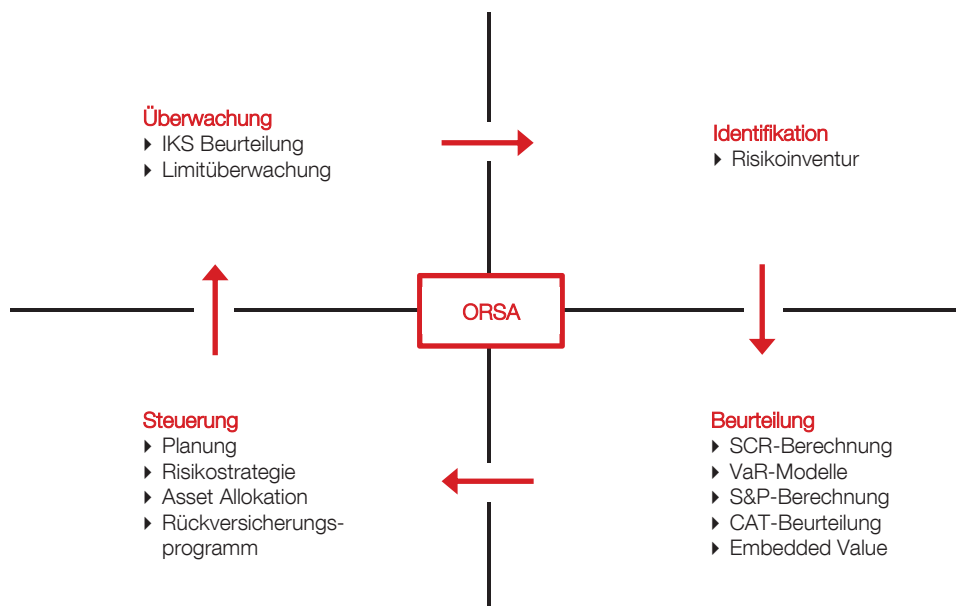 Überwachung
‣ IKS Beurteilung
‣ Limitüberwachung
Identifikation
‣ Risikoinventur
ORSA
Steuerung
‣ Planung
‣ Risikostrategie
‣ Asset Allokation
‣ Rückversicherungs-
programm
Beurteilung
‣ SCR-Berechnung
‣ VaR-Modelle
‣ S&P-Berechnung
‣ CAT-Beurteilung
‣ Embedded Value